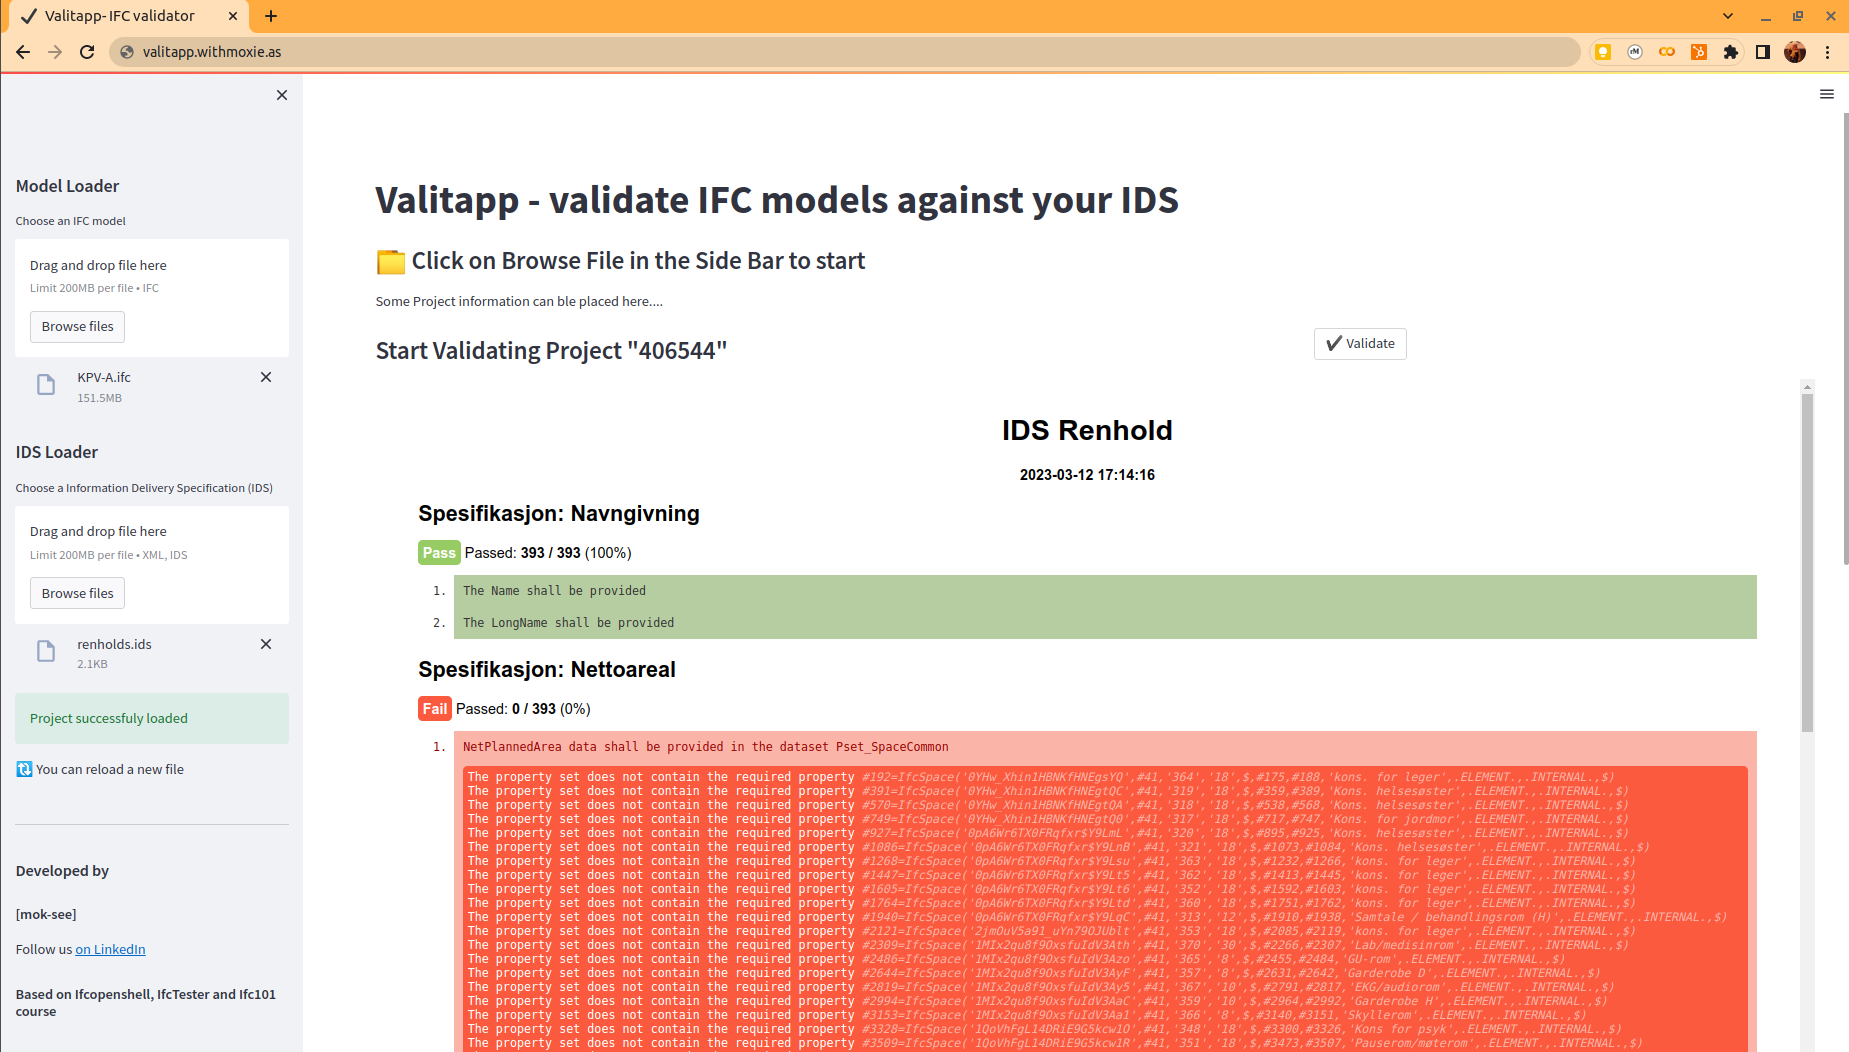 Valitapp- IFC validator
valitapp.withmoxie.as
Model Loader
Choose an IFC model
Drag and drop file here
Limit 200MB per file • IFC
Browse files
KPV-A.ifc
151.5MB
IDS Loader
Choose a Information Delivery Specification (IDS)
Drag and drop file here
Limit 200MB per file • XML, IDS
Browse files
renholds.ids
2.1KB
Project successfuly loaded
You can reload a new file
Developed by
[mok-see]
Follow us on LinkedIn
Based on Ifcopenshell, IfcTester and Ifc101
course
Valitapp - validate IFC models against your IDS
Click on Browse File in the Side Bar to start
Some Project information can ble placed here....
Start Validating Project "406544"
Validate
IDS Renhold
2023-03-12 17:14:16
Spesifikasjon: Navngivning
Pass Passed: 393 / 393 (100%)
1. The Name shall be provided
2. The LongName shall be provided
Spesifikasjon: Nettoareal
Fail Passed: 0 / 393 (0%)
1. NetPlannedArea data shall be provided in the dataset Pset_SpaceCommon
The property set does not contain the required property #192=IfcSpace('0YHw_Xhin1HBNKfHNEgsYQ',#41,'364','18',$,#175,#188,'kons. for leger',.ELEMENT.,.INTERNAL.,$)
The property set does not contain the required property #391=IfcSpace('0YHw_Xhin1HBNKfHNEgtQC',#41,'319','18',$,#359,#389,'Kons. helsesøster',.ELEMENT.,.INTERNAL.,$)
The property set does not contain the required property #570=IfcSpace('0YHw_Xhin1HBNKfHNEgtQA',#41,'318','18',$,#538,#568,'Kons. helsesøster',.ELEMENT.,.INTERNAL.,$)
The property set does not contain the required property #749=IfcSpace('0YHw_Xhin1HBNKfHNEgtQ0',#41,'317','18',$,#717,#747,'Kons. for jordmor',.ELEMENT.,.INTERNAL.,$)
The property set does not contain the required property #927=IfcSpace('0pA6Wr6TX0FRqfxr$Y9LmL',#41,'320','18',$,#895,#925,'Kons. helsesøster',.ELEMENT.,.INTERNAL.,$)
The property set does not contain the required property #1086=IfcSpace('0pA6Wr6TX0FRqfxr$Y9LnB',#41,'321','18',$,#1073,#1084,'Kons. helsesøster',.ELEMENT.,.INTERNAL.,$)
The property set does not contain the required property #1268=IfcSpace('0pA6Wr6TX0FRqfxr$Y9Lsu',#41,'363','18',$,#1232,#1266,'kons. for leger',.ELEMENT.,.INTERNAL.,$)
The property set does not contain the required property #1447=IfcSpace('0pA6Wr6TX0FRqfxr$Y9Lt5',#41,'362','18',$,#1413,#1445,'kons. for leger',.ELEMENT.,.INTERNAL.,$)
The property set does not contain the required property #1605=IfcSpace('0pA6Wr6TX0FRqfxr$Y9Lt6',#41,'352','18',$,#1592,#1603,'kons. for leger',.ELEMENT.,.INTERNAL.,$)
The property set does not contain the required property #1764=IfcSpace('0pA6Wr6TX0FRqfxr$Y9Ltd',#41,'360','18',$,#1751,#1762,'kons. for leger',.ELEMENT.,.INTERNAL.,$)
The property set does not contain the required property #1940=IfcSpace('0pA6Wr6TX0FRqfxr$Y9LqC',#41,'313','12',$,#1910,#1938,'Samtale / behandlingsrom (H)',.ELEMENT.,.INTERNAL.,$)
The property set does not contain the required property #2121=IfcSpace('2jmOuV5a91_uYn79OJUblt',#41,'353','18',$,#2085,#2119,'kons. for leger',.ELEMENT.,.INTERNAL.,$)
The property set does not contain the required property #2309=IfcSpace('1MIx2qu8f9OxsfuIdV3Ath',#41,'370','30',$,#2266,#2307,'Lab/medisinrom',.ELEMENT.,.INTERNAL.,$)
The property set does not contain the required property #2486=IfcSpace('1MIx2qu8f9OxsfuIdV3Azo',#41,'365','8',$,#2455,#2484,'GU-rom',.ELEMENT.,.INTERNAL.,$)
The property set does not contain the required property #2644=IfcSpace('1MIx2qu8f9OxsfuIdV3AyF',#41,'357','8',$,#2631,#2642,'Garderobe D',.ELEMENT.,.INTERNAL.,$)
The property set does not contain the required property #2819=IfcSpace('1MIx2qu8f9OxsfuIdV3Ay5',#41,'367','10',$,#2791,#2817,'EKG/audiorom',.ELEMENT.,.INTERNAL.,$)
The property set does not contain the required property #2994=IfcSpace('1MIx2qu8f9OxsfuIdV3AaC',#41,'359','10',$,#2964,#2992,'Garderobe H',.ELEMENT.,.INTERNAL.,$)
The property set does not contain the required property #3153=IfcSpace('1MIx2qu8f9OxsfuIdV3Aa1',#41,'366','8',$,#3140,#3151,'Skyllerom',.ELEMENT.,.INTERNAL.,$)
The property set does not contain the required property #3328=IfcSpace('1QoVhFgL14DRiE9G5kcw1O',#41,'348','18',$,#3300,#3326,'Kons for psyk',.ELEMENT.,.INTERNAL.,$)
The property set does not contain the required property #3509=IfcSpace('1QoVhFgL14DRiE9G5kcw1R',#41,'351','18',$,#3473,#3507,'Pauserom/møterom',.ELEMENT.,.INTERNAL.,$)